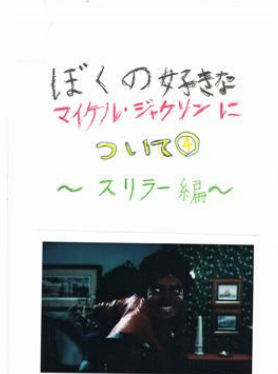 ぼくの好きな
マイケル・ジャクソンに
ついて④
～スリラー編～